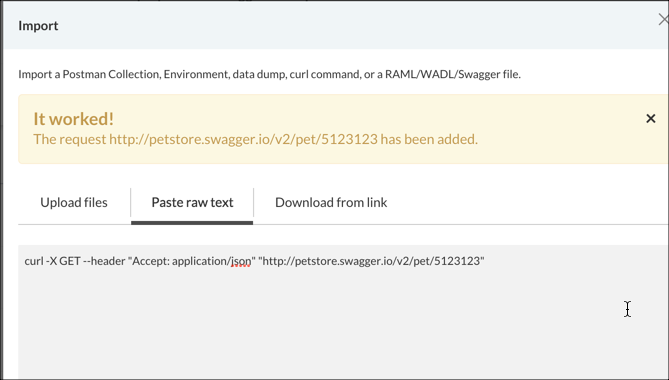 Import
Import a Postman Collection, Environment, data dump, curl command, or a RAML/WADL/Swagger file.
It worked!
The request http://petstore.swagger.io/v2/pet/5123123 has been added.
Upload files
Paste raw text
Download from link
curl -X GET --header "Accept: application/json" "http://petstore.swagger.io/v2/pet/5123123"